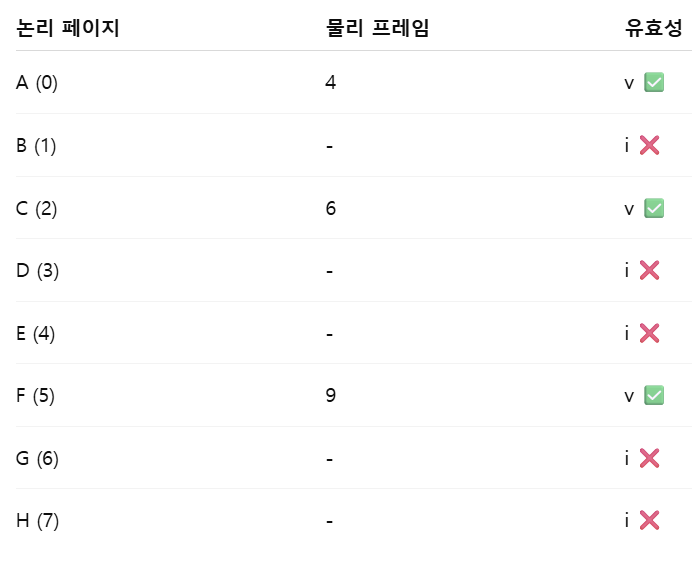 논리 페이지 물리 프레임 유효성
A (0) 4 v ✅
B (1) - i ❌
C (2) 6 v ✅
D (3) - i ❌
E (4) - i ❌
F (5) 9 v ✅
G (6) - i ❌
H (7) - i ❌